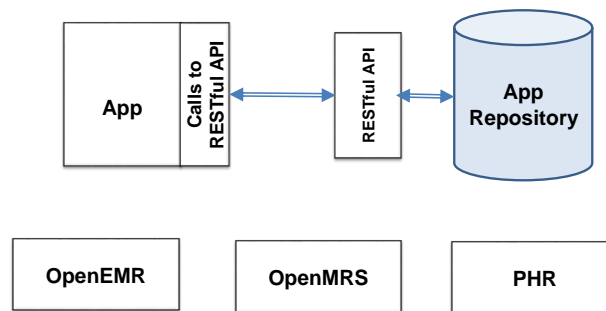 App
Calls to
RESTful API
RESTful API
App
Repository
OpenEMR
OpenMRS
PHR